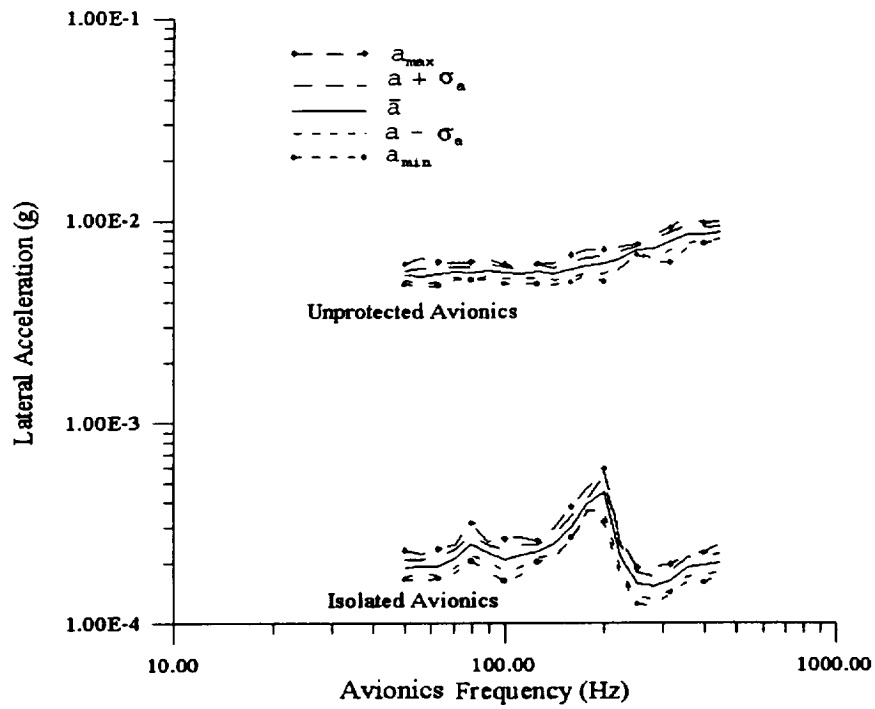 1.00E-1
a_max
a + σ_a
ā
a - σ_a
a_min
1.00E-2
Unprotected Avionics
Lateral Acceleration (g)
1.00E-3
Isolated Avionics
1.00E-4
10.00
100.00
1000.00
Avionics Frequency (Hz)